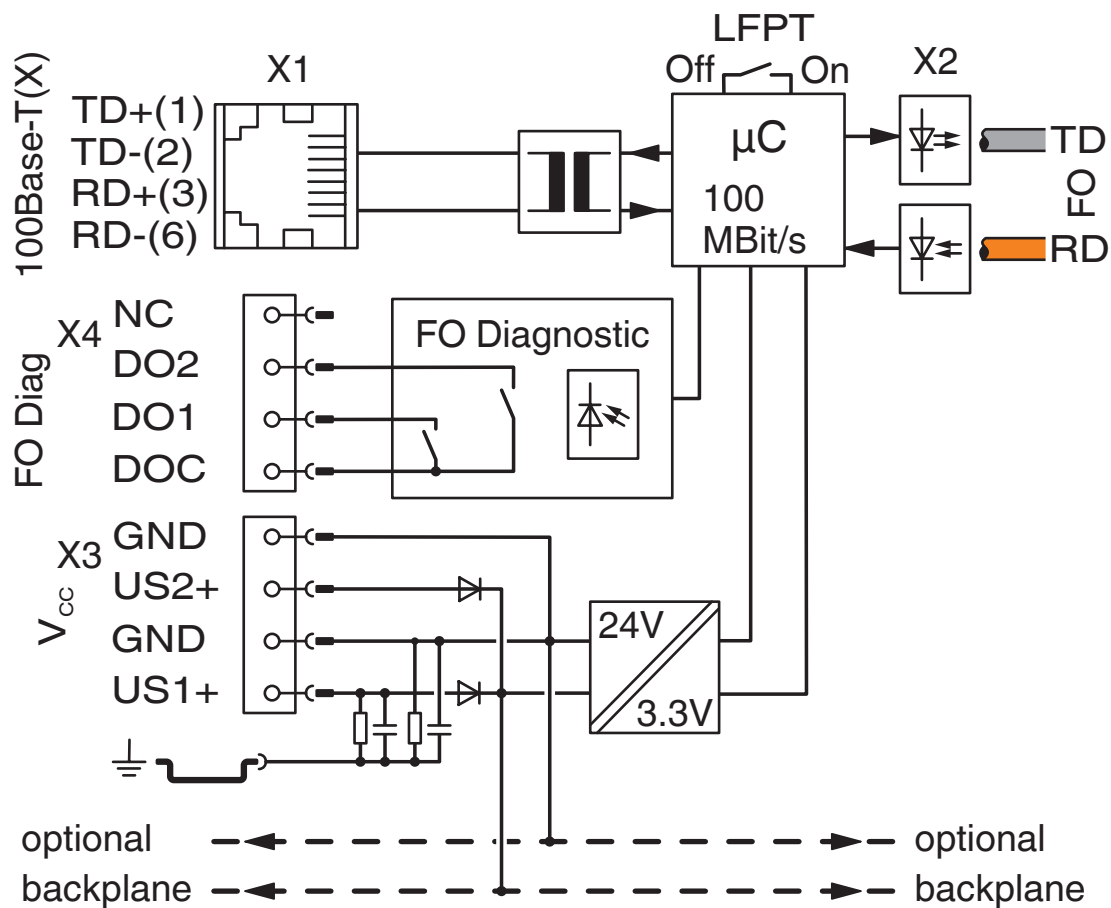 LFPT
Off
On
X1
X2
100Base-T(X)
TD+(1)
TD-(2)
RD+(3)
RD-(6)
µC
100
MBit/s
TD
FO
RD
FO Diag
X4
NC
DO2
DO1
DOC
FO Diagnostic
VCC
X3
GND
US2+
GND
US1+
24V
3.3V
optional
optional
backplane
backplane